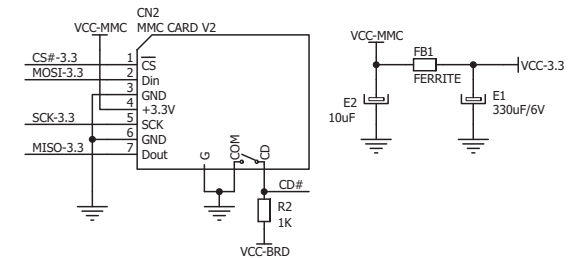 CN2
VCC-MMC MMC CARD V2
CS#-3.3 1 CS
MOSI-3.3 2 Din
3 GND
4 +3.3V
SCK-3.3 5 SCK
6 GND
MISO-3.3 7 Dout
G COM CD
CD#
R2
1K
VCC-BRD
VCC-MMC
FB1
FERRITE
VCC-3.3
E2
10uF
E1
330uF/6V